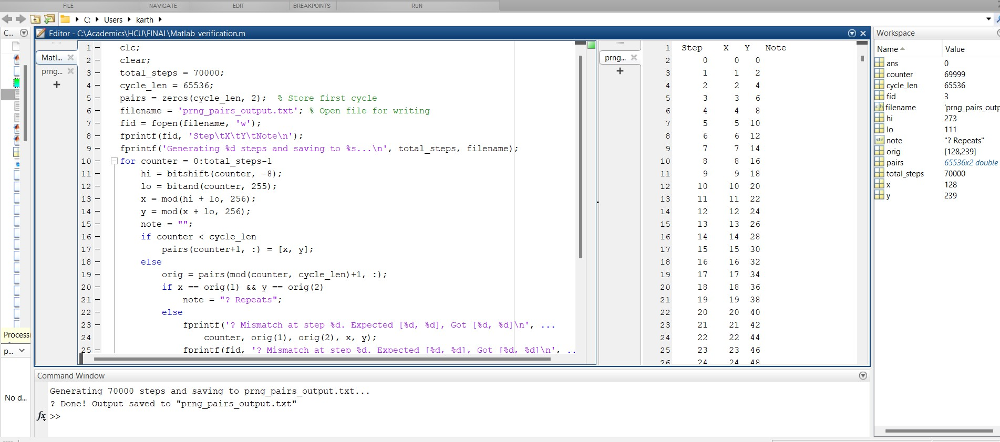 FILE NAVIGATE EDIT BREAKPOINTS RUN
C: Users karth
C...
Editor - C:\Academics\HCU\FINAL\Matlab_verification.m
Matl...
prng...
+
1 clc;
2 clear;
3 total_steps = 70000;
4 cycle_len = 65536;
5 pairs = zeros(cycle_len, 2);  % Store first cycle
6 filename = 'prng_pairs_output.txt'; % Open file for writing
7 fid = fopen(filename, 'w');
8 fprintf(fid, 'Step\tX\tY\tNote\n');
9 fprintf('Generating %d steps and saving to %s...\n', total_steps, filename);
10 for counter = 0:total_steps-1
11 hi = bitshift(counter, -8);
12 lo = bitand(counter, 255);
13 x = mod(hi + lo, 256);
14 y = mod(x + lo, 256);
15 note = "";
16 if counter < cycle_len
17 pairs(counter+1, :) = [x, y];
18 else
19 orig = pairs(mod(counter, cycle_len)+1, :);
20 if x == orig(1) && y == orig(2)
21 note = "? Repeats";
22 else
23 fprintf('? Mismatch at step %d. Expected [%d, %d], Got [%d, %d]\n', ...
24 counter, orig(1), orig(2), x, y);
25 fprintf(fid, '? Mismatch at step %d. Expected [%d, %d], Got [%d, %d]\n', ..
prng...
+
1 Step X Y Note
2 0 0 0
3 1 1 2
4 2 2 4
5 3 3 6
6 4 4 8
7 5 5 10
8 6 6 12
9 7 7 14
10 8 8 16
11 9 9 18
12 10 10 20
13 11 11 22
14 12 12 24
15 13 13 26
16 14 14 28
17 15 15 30
18 16 16 32
19 17 17 34
20 18 18 36
21 19 19 38
22 20 20 40
23 21 21 42
24 22 22 44
25 23 23 46
26 24 24 48
Workspace
Name Value
ans 0
counter 69999
cycle_len 65536
fid 3
filename 'prng_pairs_outp
hi 273
lo 111
note "? Repeats"
orig [128,239]
pairs 65536x2 double
total_steps 70000
x 128
y 239
Processi
p...
No d...
Command Window
Generating 70000 steps and saving to prng_pairs_output.txt...
? Done! Output saved to "prng_pairs_output.txt"
fx >>